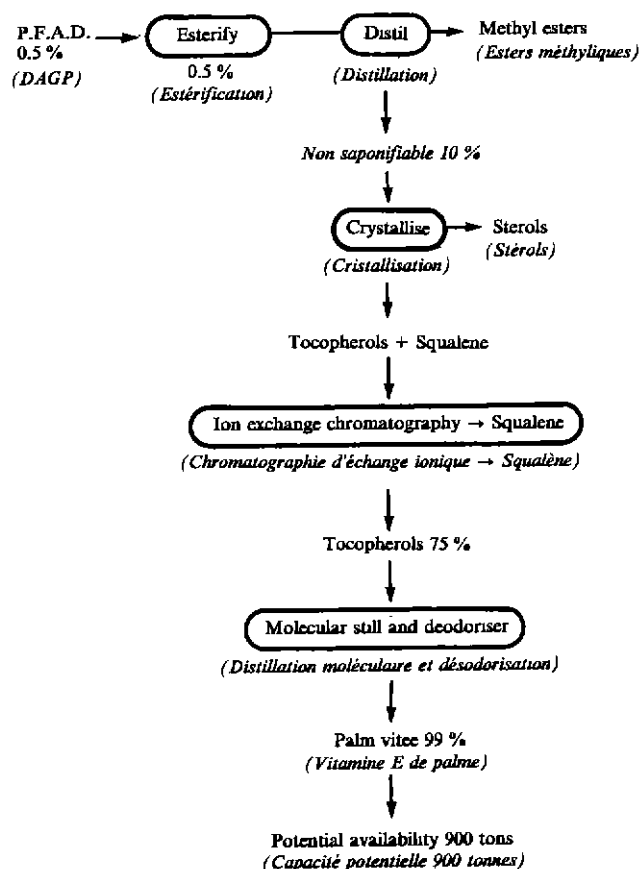 P.F.A.D.
0.5 %
(DAGP)
Esterify
0.5 %
(Estérification)
Distil
(Distillation)
Methyl esters
(Esters méthyliques)
Non saponifiable 10 %
Crystallise
(Cristallisation)
Sterols
(Stérols)
Tocopherols + Squalene
Ion exchange chromatography → Squalene
(Chromatographie d'échange ionique → Squalène)
Tocopherols 75 %
Molecular still and deodoriser
(Distillation moléculaire et désodorisation)
Palm vitee 99 %
(Vitamine E de palme)
Potential availability 900 tons
(Capacité potentielle 900 tonnes)